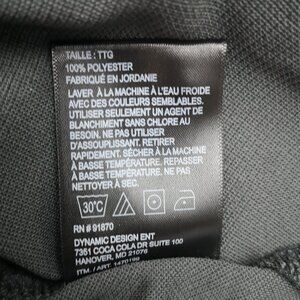 TAILLE : TTG
100% POLYESTER
FABRIQUÉ EN JORDANIE
LAVER À LA MACHINE À L'EAU FROIDE
AVEC DES COULEURS SEMBLABLES.
UTILISER SEULEMENT UN AGENT DE
BLANCHIMENT SANS CHLORE AU
BESOIN. NE PAS UTILISER
D'ASSOUPLISSANT. RETIRER
RAPIDEMENT. SÉCHER À LA MACHINE
À BASSE TEMPÉRATURE. REPASSER
À BASSE TEMPÉRATURE. NE PAS
NETTOYER À SEC.
30°C
RN # 91870
DYNAMIC DESIGN ENT
7351 COCA COLA DR SUITE 100
HANOVER, MD 21076
ITM. / ART. 1470199